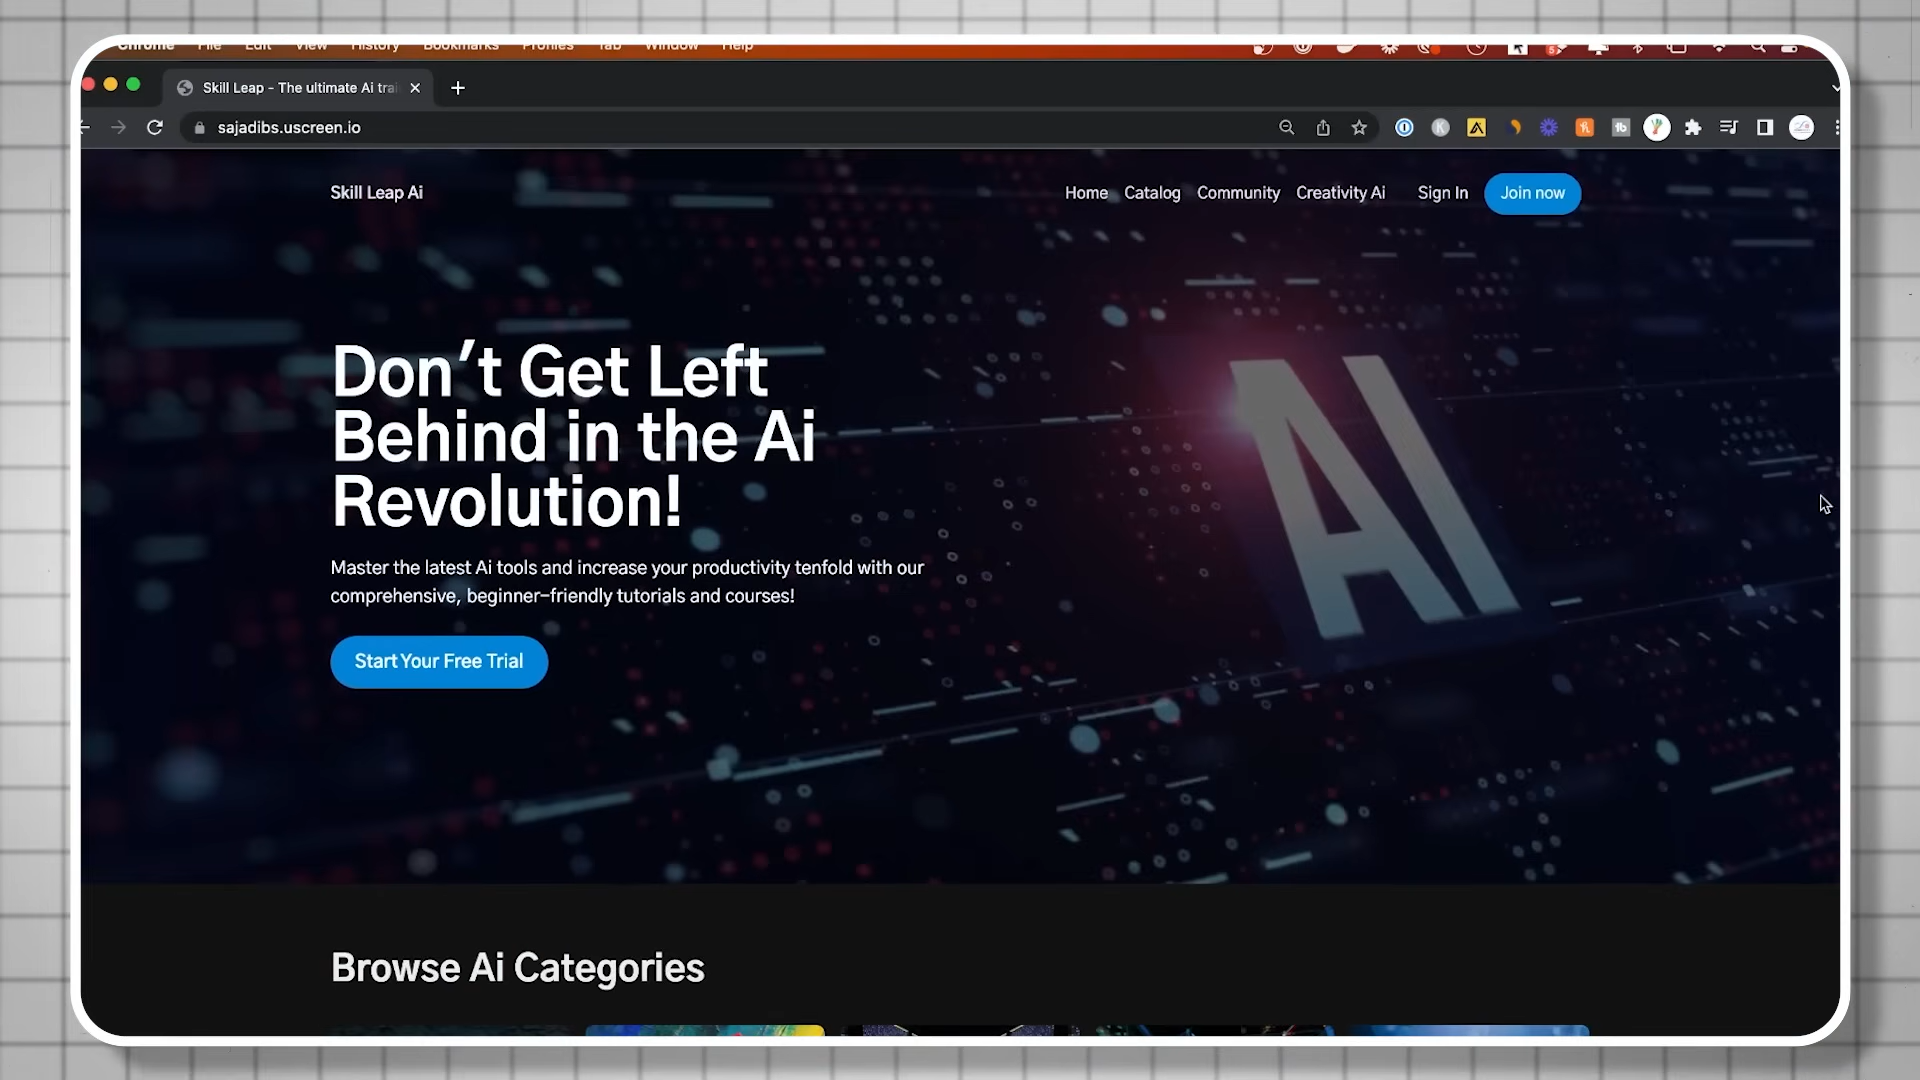 Chrome File Edit View History Bookmarks Profiles Tab Window Help
Skill Leap - The ultimate Ai trai
sajadibs.uscreen.io
Skill Leap Ai
Home Catalog Community Creativity Ai Sign In Join now
Don't Get Left
Behind in the Ai
Revolution!
Master the latest Ai tools and increase your productivity tenfold with our
comprehensive, beginner-friendly tutorials and courses!
Start Your Free Trial
AI
Browse Ai Categories